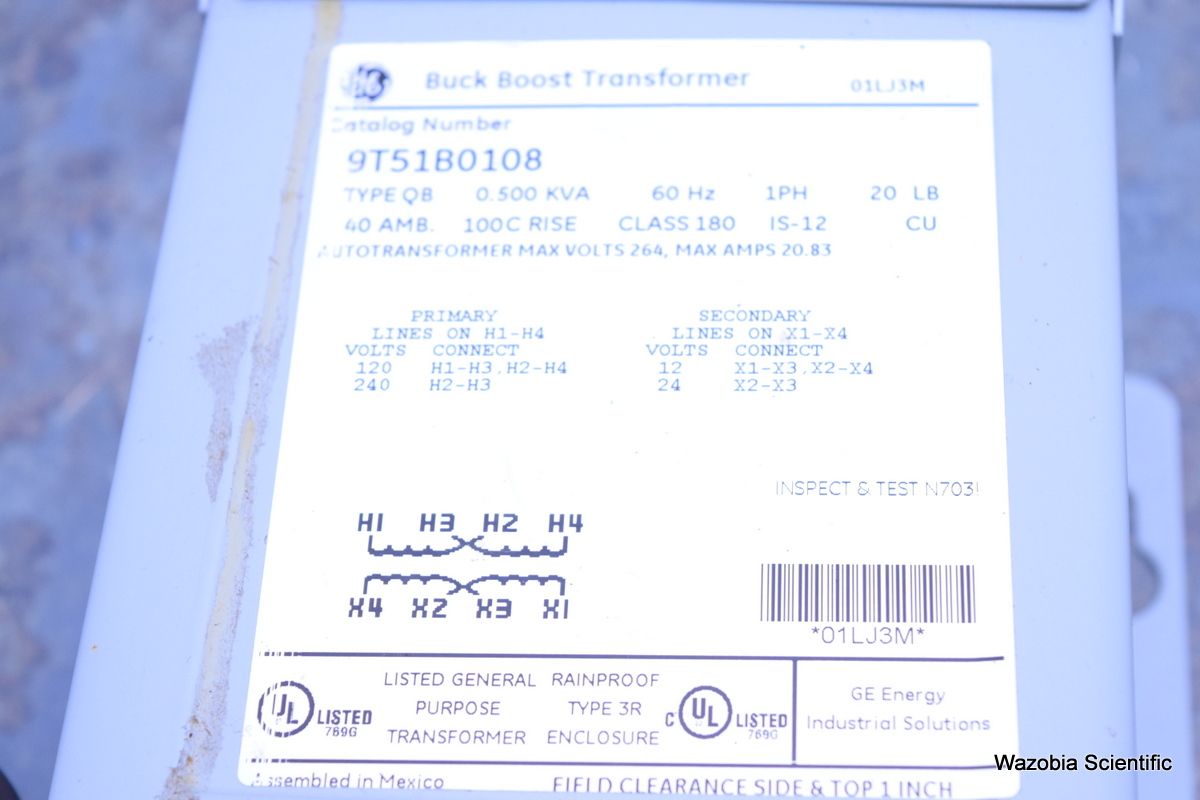 GE Buck Boost Transformer 01LJ3M
Catalog Number
9T51B0108
TYPE QB 0.500 KVA 60 Hz 1PH 20 LB
40 AMB. 100C RISE CLASS 180 IS-12 CU
AUTOTRANSFORMER MAX VOLTS 264, MAX AMPS 20.83
PRIMARY SECONDARY
LINES ON H1-H4 LINES ON X1-X4
VOLTS CONNECT VOLTS CONNECT
120 H1-H3,H2-H4 12 X1-X3,X2-X4
240 H2-H3 24 X2-X3
INSPECT & TEST N703
H1 H3 H2 H4
X4 X2 X3 X1
*01LJ3M*
UL LISTED 769G
LISTED GENERAL
PURPOSE
TRANSFORMER
RAINPROOF
TYPE 3R
ENCLOSURE
C UL LISTED 769G
GE Energy
Industrial Solutions
Assembled in Mexico FIELD CLEARANCE SIDE & TOP 1 INCH
Wazobia Scientific